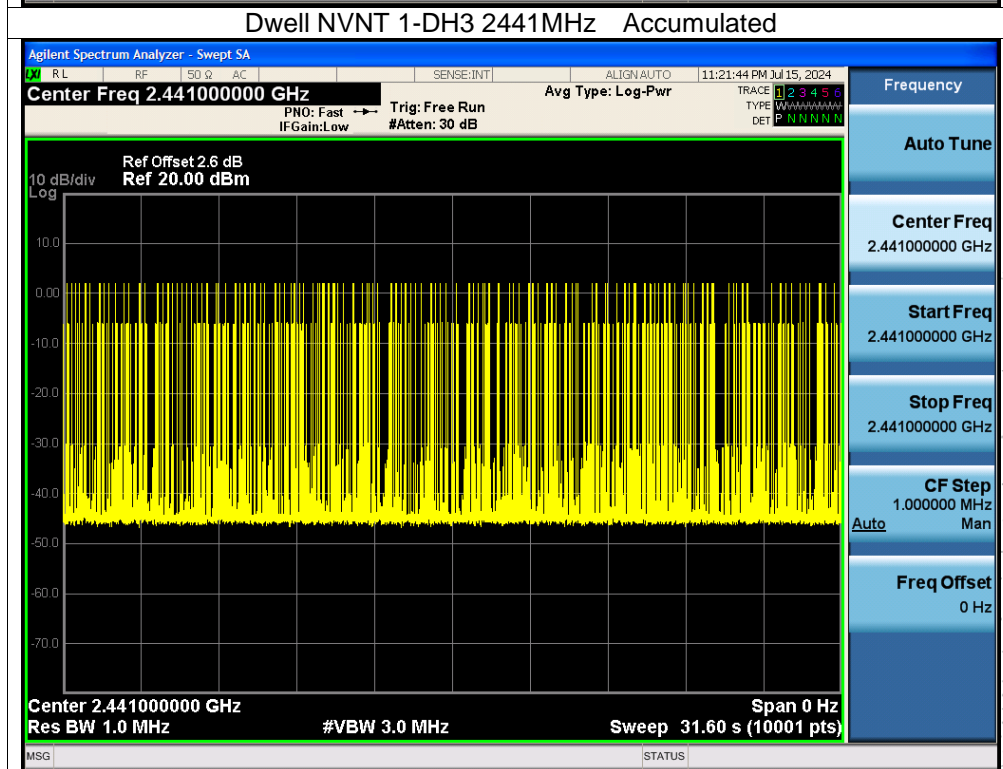 Dwell NVNT 1-DH3 2441MHz Accumulated
Agilent Spectrum Analyzer - Swept SA
LXI RL RF 50 Ω AC SENSE:INT ALIGN AUTO 11:21:44 PM Jul 15, 2024
Center Freq 2.441000000 GHz Avg Type: Log-Pwr TRACE 1 2 3 4 5 6
PNO: Fast Trig: Free Run TYPE
IFGain:Low #Atten: 30 dB DET P N N N N N
Ref Offset 2.6 dB
10 dB/div Ref 20.00 dBm
Log
10.0
0.00
-10.0
-20.0
-30.0
-40.0
-50.0
-60.0
-70.0
Center 2.441000000 GHz Span 0 Hz
Res BW 1.0 MHz #VBW 3.0 MHz Sweep 31.60 s (10001 pts)
MSG STATUS
Frequency
Auto Tune
Center Freq
2.441000000 GHz
Start Freq
2.441000000 GHz
Stop Freq
2.441000000 GHz
CF Step
1.000000 MHz
Auto Man
Freq Offset
0 Hz